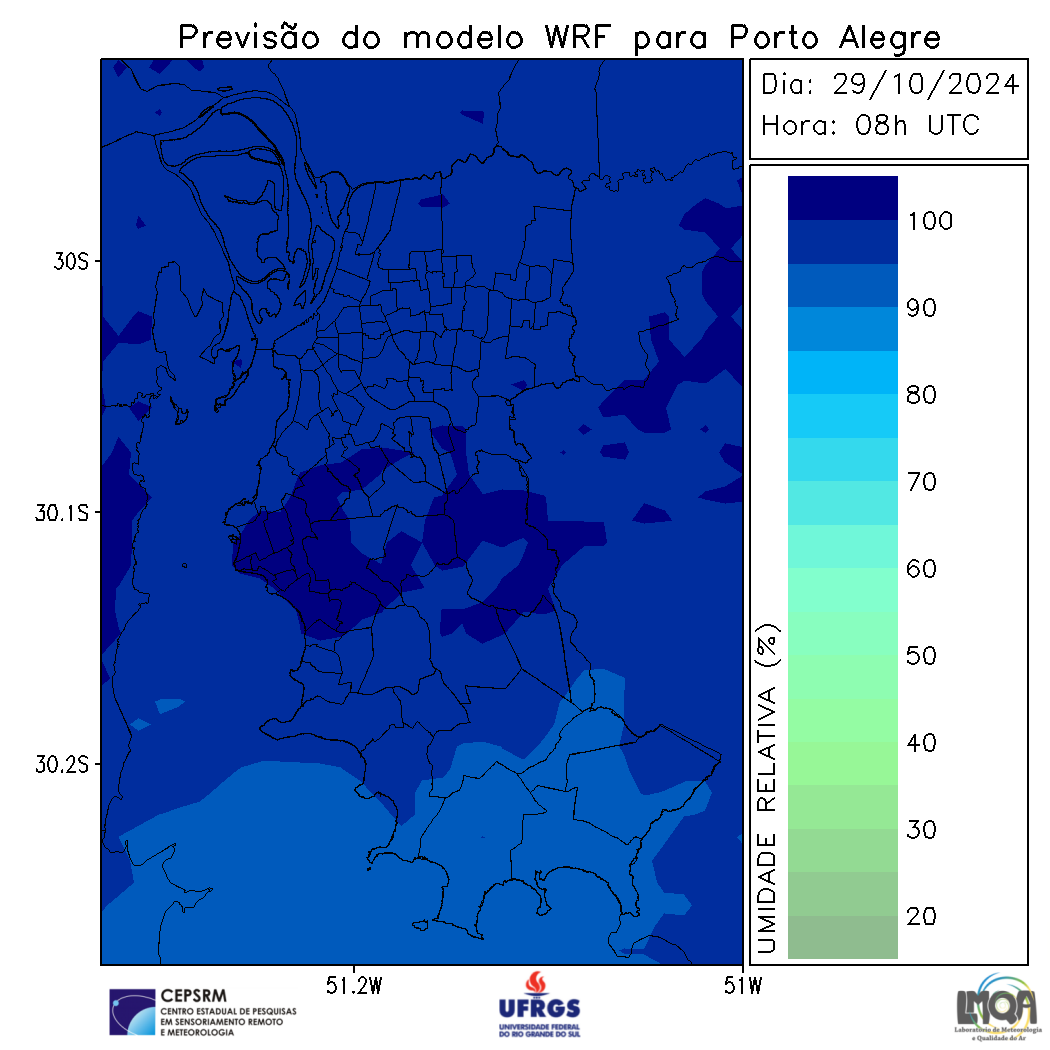 Previsão do modelo WRF para Porto Alegre
Dia: 29/10/2024
Hora: 08h UTC
30S
30.1S
30.2S
51.2W
51W
UMIDADE RELATIVA (%)
100
90
80
70
60
50
40
30
20
CEPSRM
CENTRO ESTADUAL DE PESQUISAS
EM SENSORIAMENTO REMOTO
E METEOROLOGIA
UFRGS
UNIVERSIDADE FEDERAL
DO RIO GRANDE DO SUL
LMQA
Laboratório de Meteorologia
e Qualidade do Ar